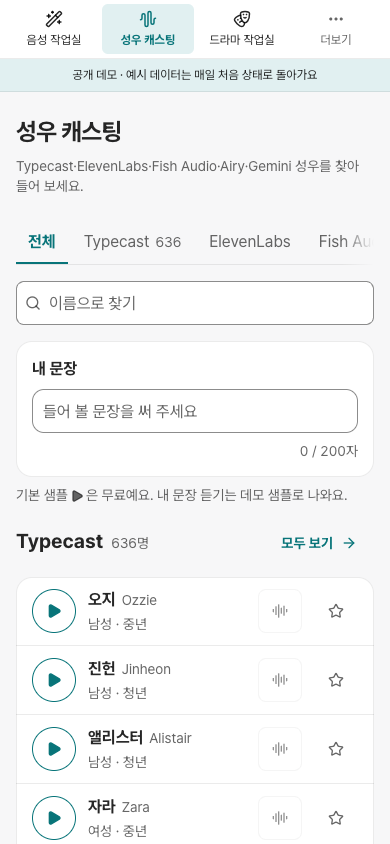 음성 작업실
성우 캐스팅
드라마 작업실
더보기
공개 데모 · 예시 데이터는 매일 처음 상태로 돌아가요
성우 캐스팅
Typecast·ElevenLabs·Fish Audio·Airy·Gemini 성우를 찾아
들어 보세요.
전체
Typecast 636
ElevenLabs
Fish Au
이름으로 찾기
내 문장
들어 볼 문장을 써 주세요
0 / 200자
기본 샘플 ▶ 은 무료예요. 내 문장 듣기는 데모 샘플로 나와요.
Typecast 636명
모두 보기 →
오지 Ozzie
남성 · 중년
진헌 Jinheon
남성 · 청년
앨리스터 Alistair
남성 · 청년
자라 Zara
여성 · 중년